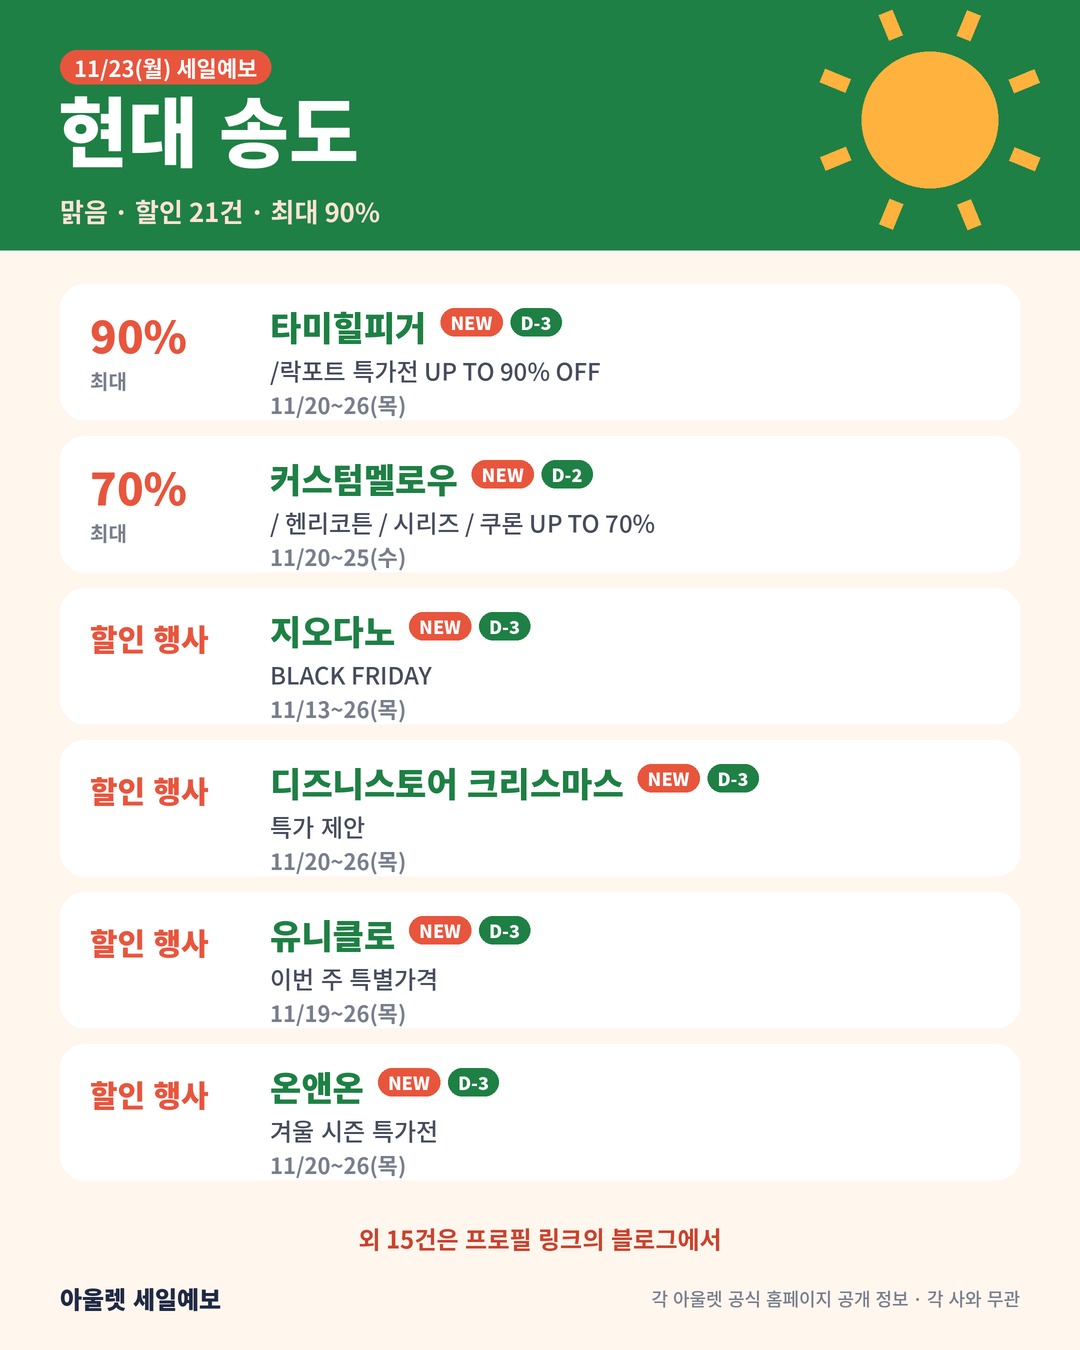 11/23(월) 세일예보
현대 송도
맑음 · 할인 21건 · 최대 90%
90%
최대
타미힐피거 NEW D-3
/락포트 특가전 UP TO 90% OFF
11/20~26(목)
70%
최대
커스텀멜로우 NEW D-2
/ 헨리코튼 / 시리즈 / 쿠론 UP TO 70%
11/20~25(수)
할인 행사
지오다노 NEW D-3
BLACK FRIDAY
11/13~26(목)
할인 행사
디즈니스토어 크리스마스 NEW D-3
특가 제안
11/20~26(목)
할인 행사
유니클로 NEW D-3
이번 주 특별가격
11/19~26(목)
할인 행사
온앤온 NEW D-3
겨울 시즌 특가전
11/20~26(목)
외 15건은 프로필 링크의 블로그에서
아울렛 세일예보
각 아울렛 공식 홈페이지 공개 정보 · 각 사와 무관